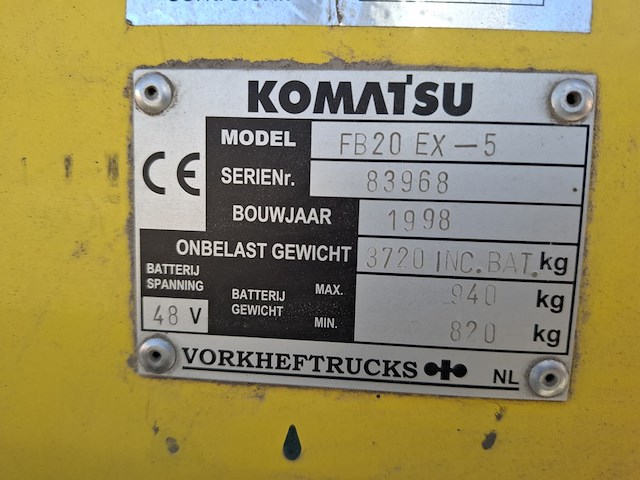 KOMATSU
MODEL FB20 EX-5
CE
SERIENr. 83968
BOUWJAAR 1998
ONBELAST GEWICHT 3720 INC. BAT. kg
BATTERIJ SPANNING 48 V
BATTERIJ GEWICHT MAX. 940 kg
MIN. 820 kg
VORKHEFTRUCKS NL